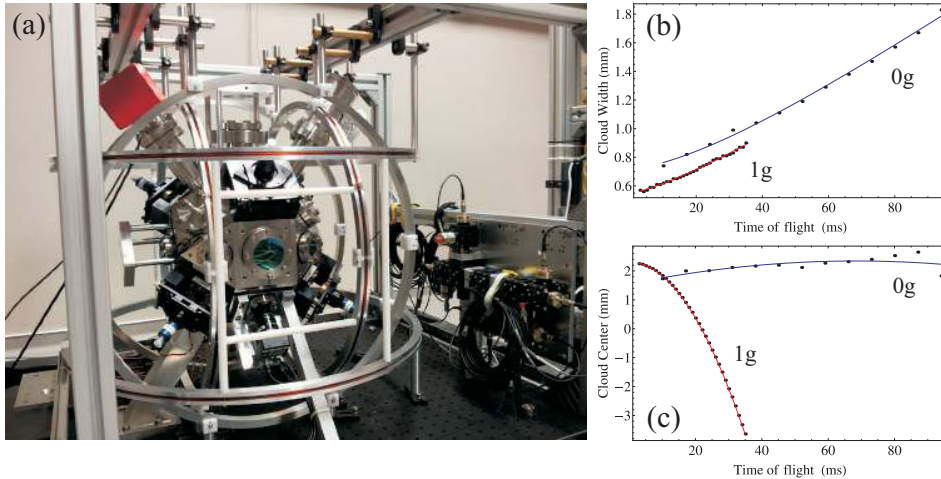 (a)
(b)
Cloud Width (mm)
1.8
1.6
1.4
1.2
1.0
0.8
0.6
0g
1g
20
40
60
80
Time of flight (ms)
(c)
Cloud Center (mm)
2
1
0
−1
−2
−3
0g
1g
20
40
60
80
Time of flight (ms)